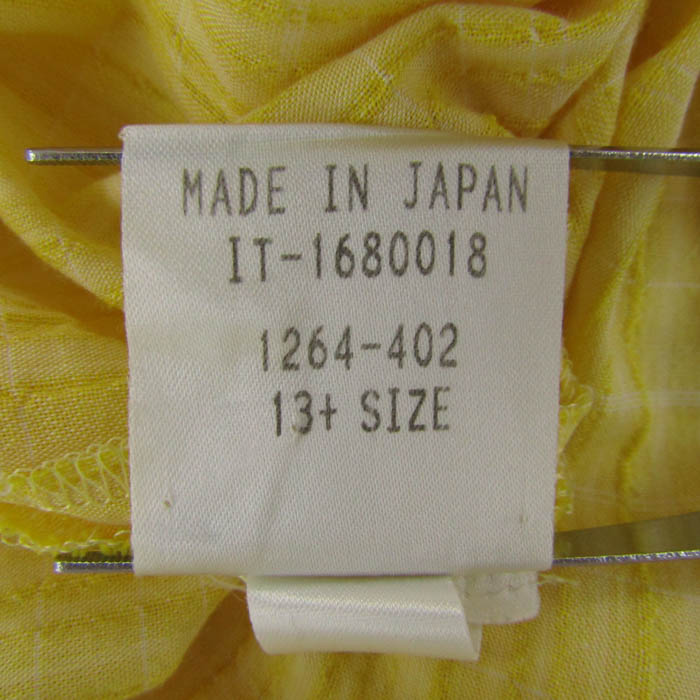 MADE IN JAPAN
IT-1680018
1264-402
13+ SIZE